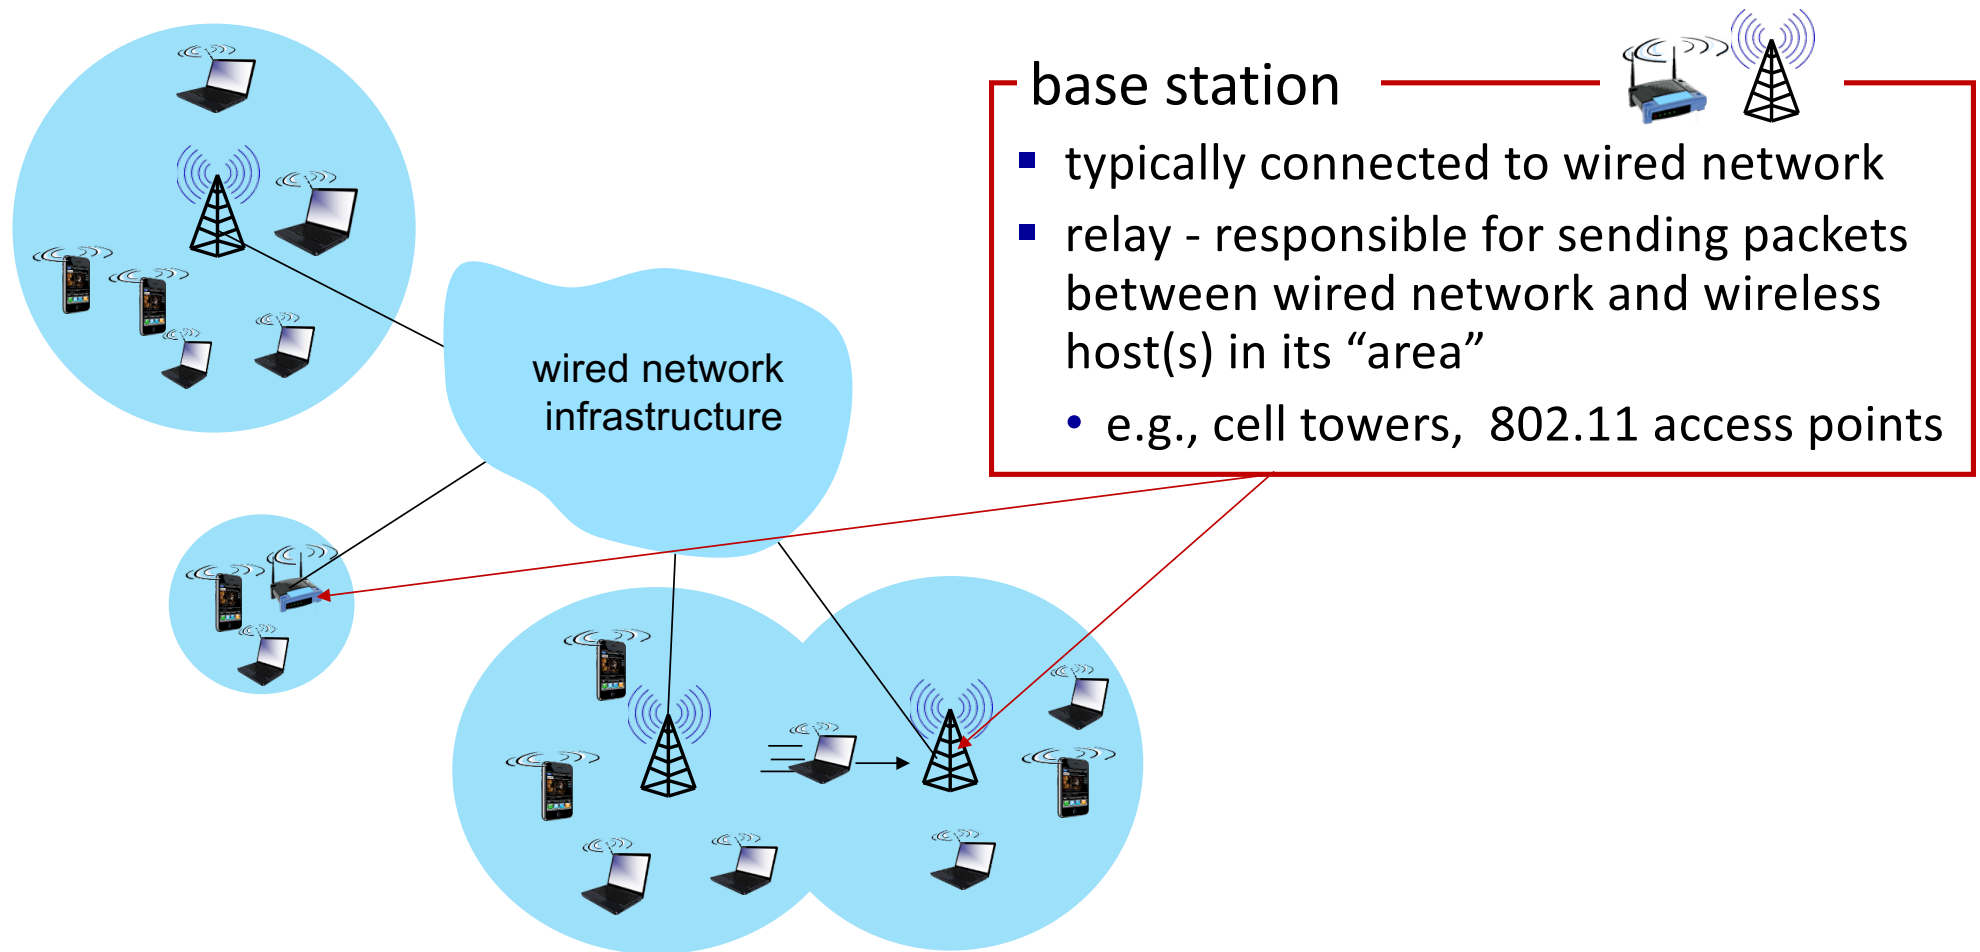 base station
typically connected to wired network
relay - responsible for sending packets
between wired network and wireless
host(s) in its “area”
e.g., cell towers,  802.11 access points
wired network
infrastructure